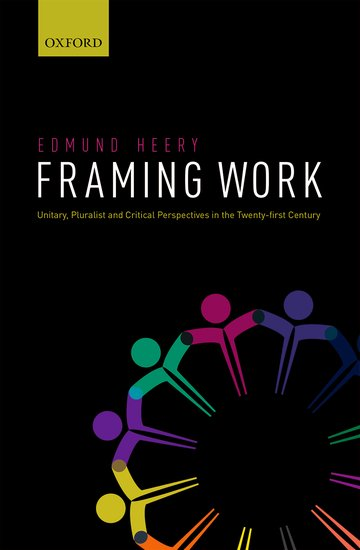 OXFORD
EDMUND HEERY
FRAMING WORK
Unitary, Pluralist and Critical Perspectives in the Twenty-first Century